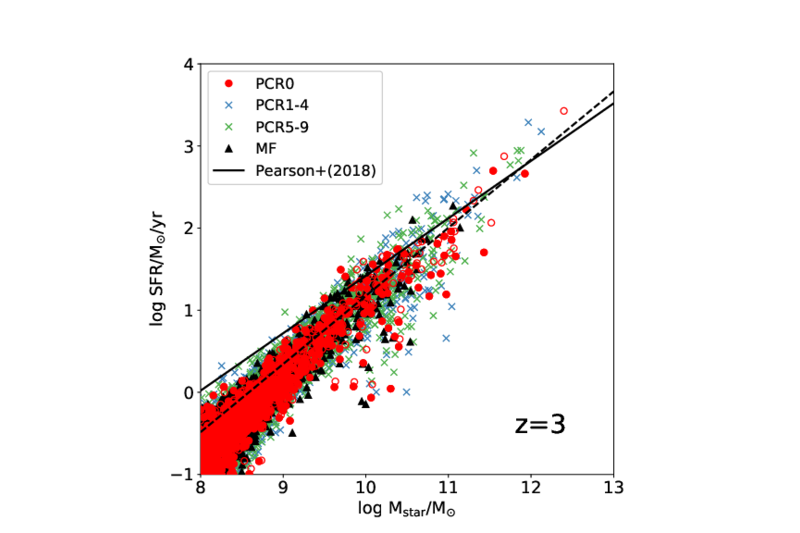 4
3
2
1
0
−1
log SFR/M☉/yr
PCR0
PCR1-4
PCR5-9
MF
Pearson+(2018)
z=3
8 9 10 11 12 13
log Mstar/M☉